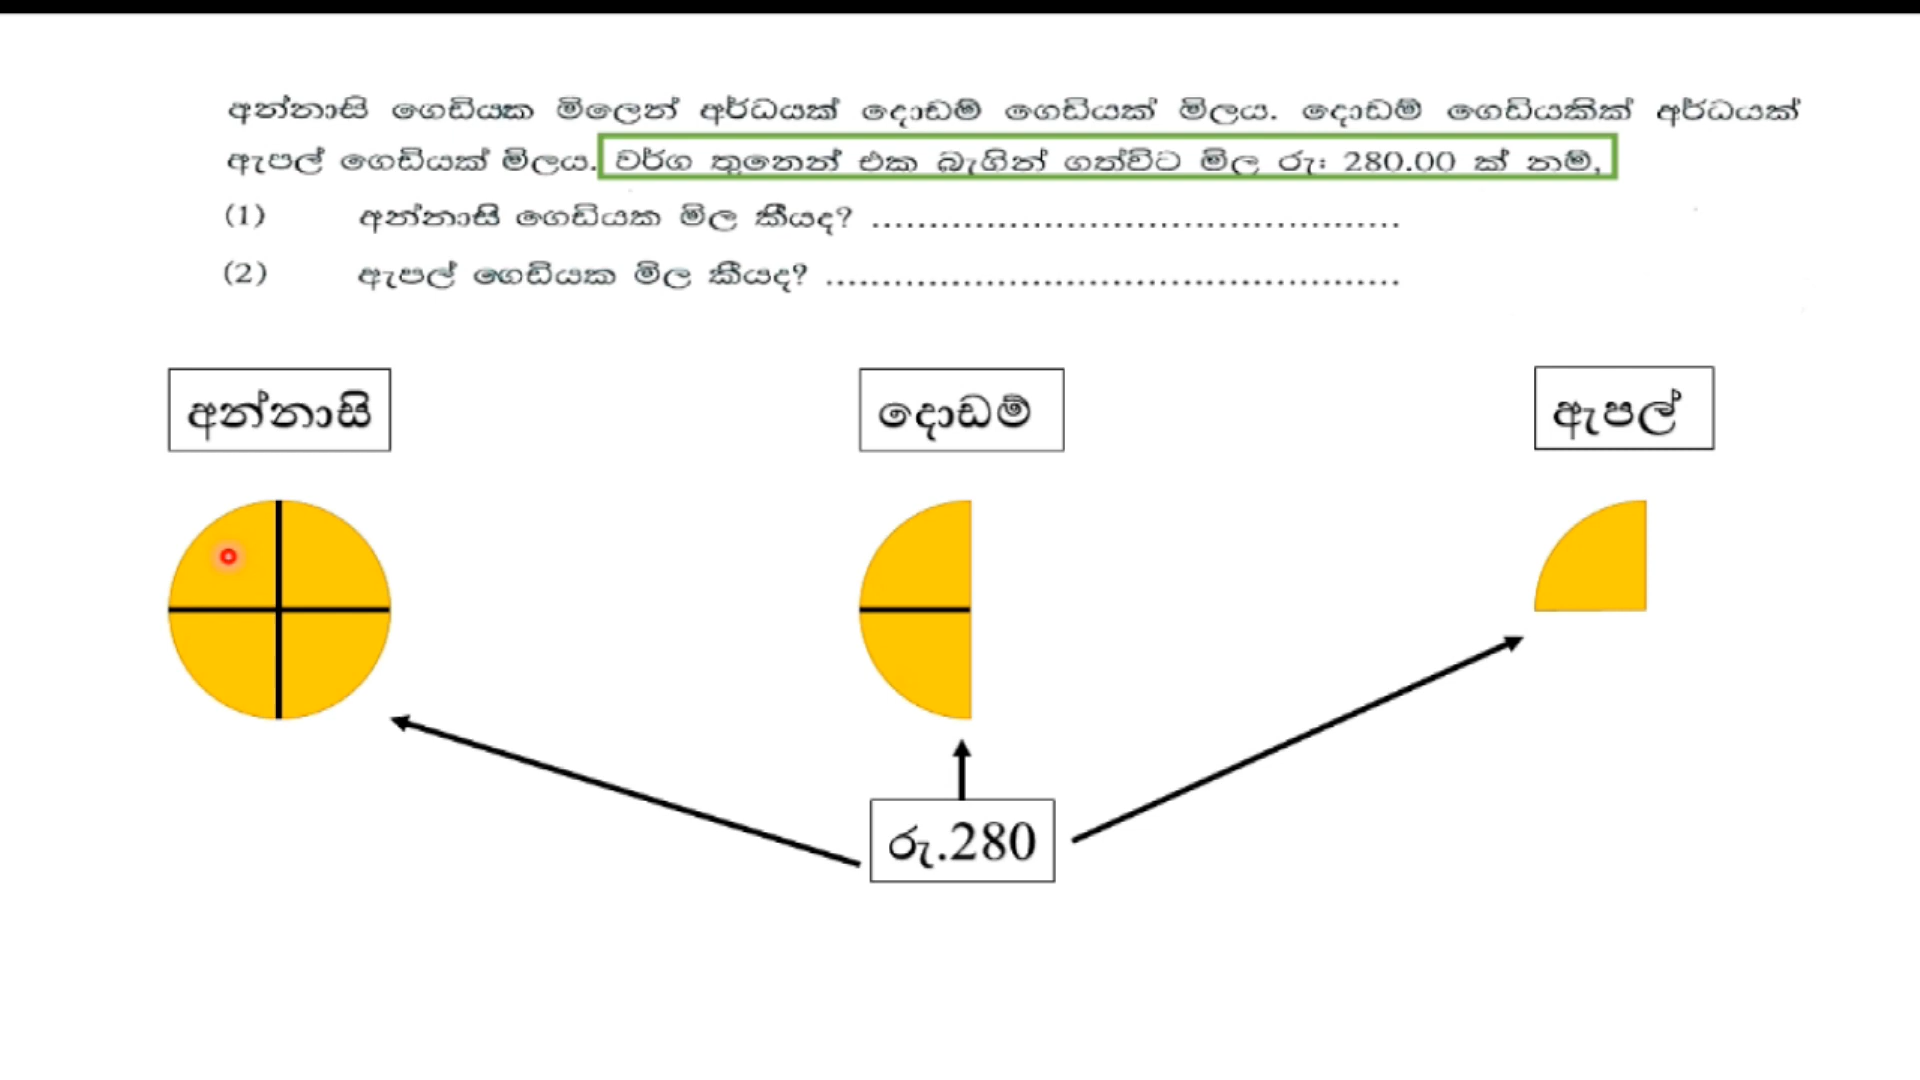 අන්නාසි ගෙඩියක මිලෙන් අර්ධයක් දොඩම් ගෙඩියක් මිලය. දොඩම් ගෙඩියකින් අර්ධයක්
ඇපල් ගෙඩියක් මිලය. වර්ග තුනෙන් එක බැගින් ගත්විට මිල රු: 280.00 ක් නම්,
(1) අන්නාසි ගෙඩියක මිල කීයද? ..............................................
(2) ඇපල් ගෙඩියක මිල කීයද? ..................................................
අන්නාසි දොඩම් ඇපල්
රු.280